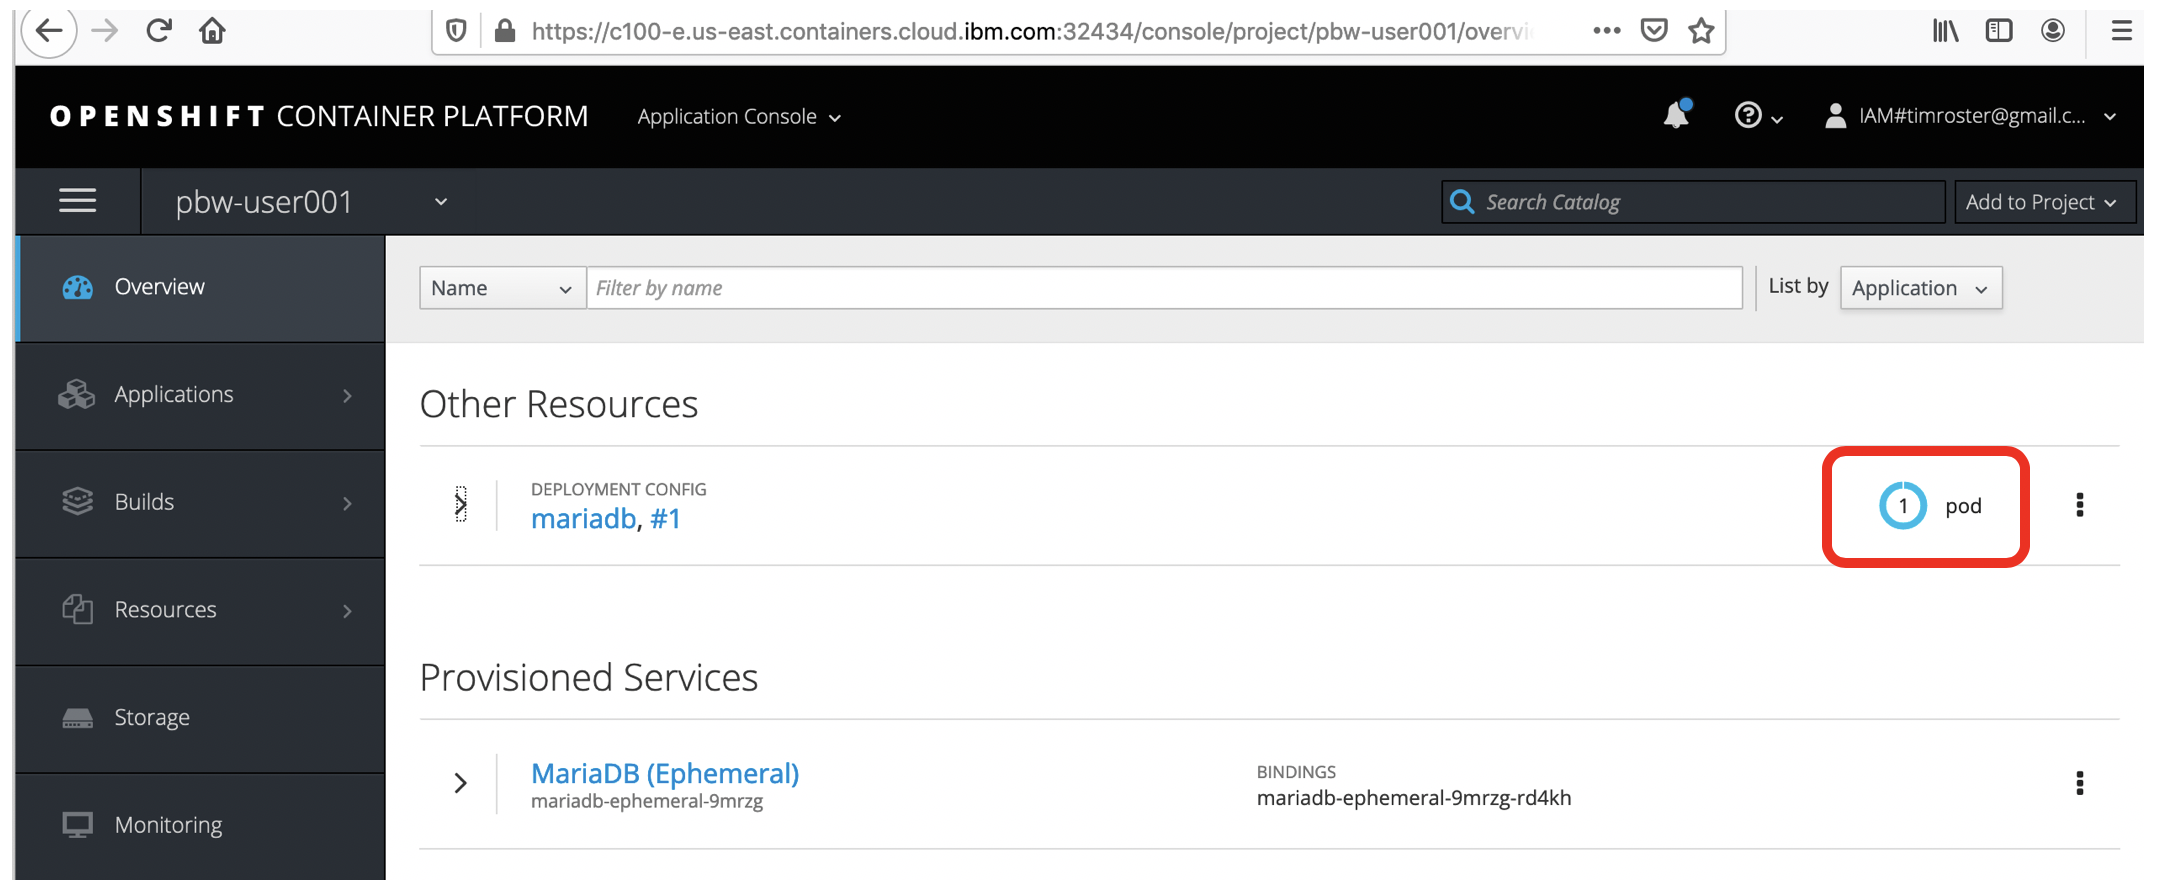 https://c100-e.us-east.containers.cloud.ibm.com:32434/console/project/pbw-user001/overvi
OPENSHIFT CONTAINER PLATFORM
Application Console
IAM#timroster@gmail.c...
pbw-user001
Search Catalog
Add to Project
Overview
Name
Filter by name
List by
Application
Applications
Builds
Resources
Storage
Monitoring
Other Resources
DEPLOYMENT CONFIG
mariadb, #1
1 pod
Provisioned Services
MariaDB (Ephemeral)
mariadb-ephemeral-9mrzg
BINDINGS
mariadb-ephemeral-9mrzg-rd4kh